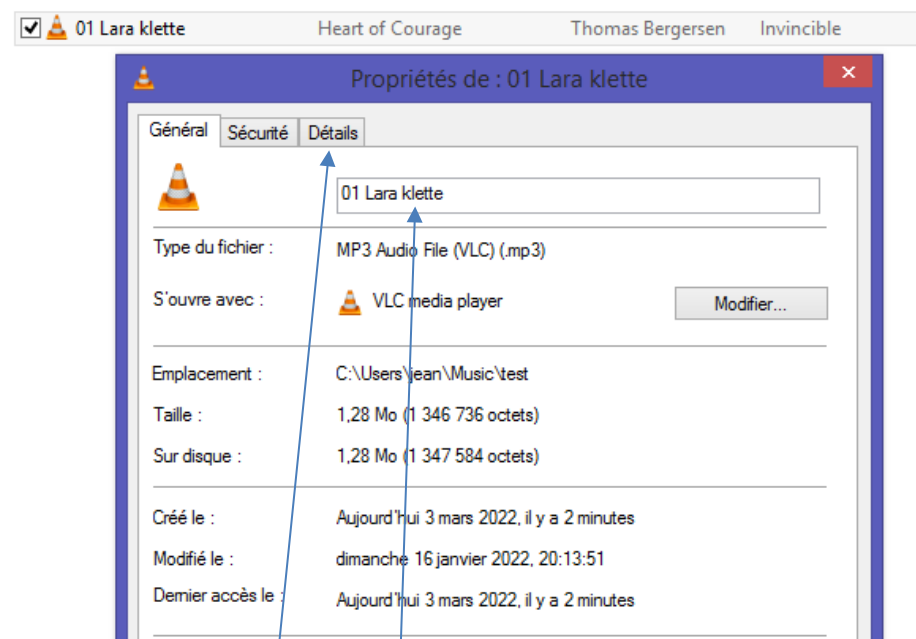 01 Lara klette Heart of Courage Thomas Bergersen Invincible
Propriétés de : 01 Lara klette
Général Sécurité Détails
01 Lara klette
Type du fichier : MP3 Audio File (VLC) (.mp3)
S'ouvre avec : VLC media player Modifier...
Emplacement : C:\Users\jean\Music\test
Taille : 1,28 Mo (1 346 736 octets)
Sur disque : 1,28 Mo (1 347 584 octets)
Créé le : Aujourd'hui 3 mars 2022, il y a 2 minutes
Modifié le : dimanche 16 janvier 2022, 20:13:51
Dernier accès le : Aujourd'hui 3 mars 2022, il y a 2 minutes